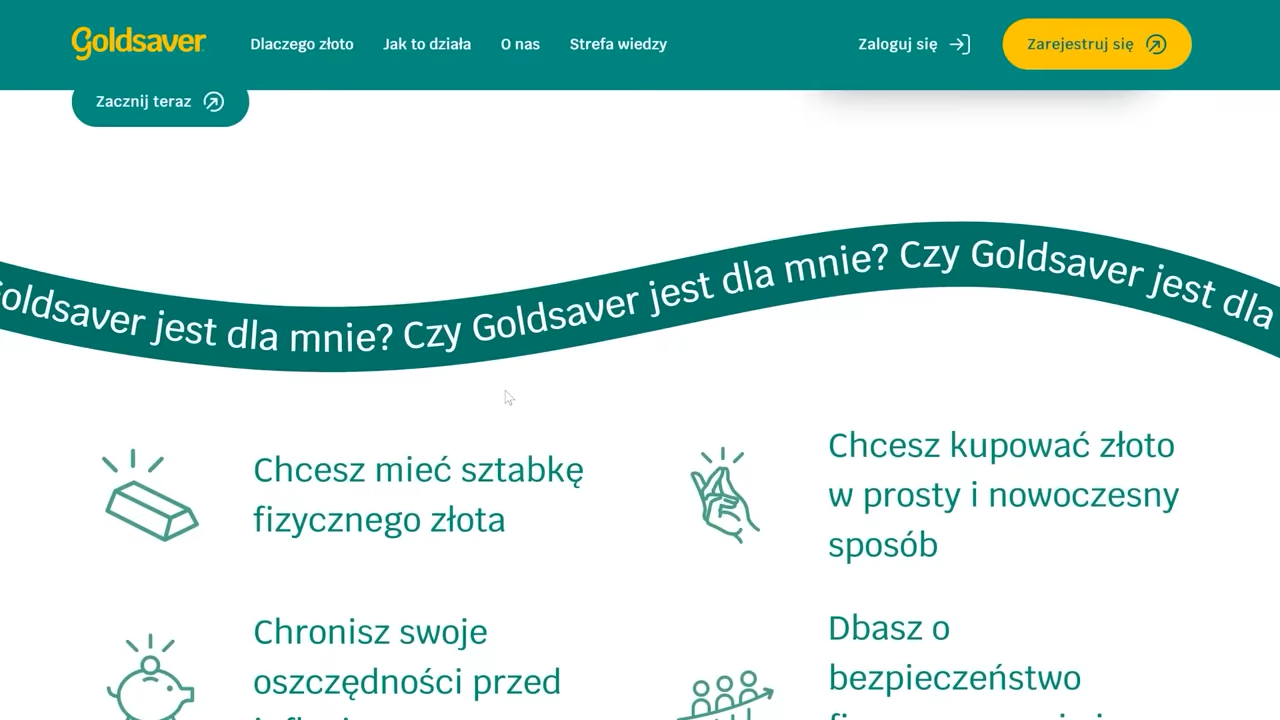 Goldsaver
Dlaczego złoto
Jak to działa
O nas
Strefa wiedzy
Zaloguj się
Zarejestruj się
Zacznij teraz
Goldsaver jest dla mnie? Czy Goldsaver jest dla mnie? Czy Goldsaver jest dla
Chcesz mieć sztabkę
fizycznego złota
Chcesz kupować złoto
w prosty i nowoczesny
sposób
Chronisz swoje
oszczędności przed
Dbasz o
bezpieczeństwo